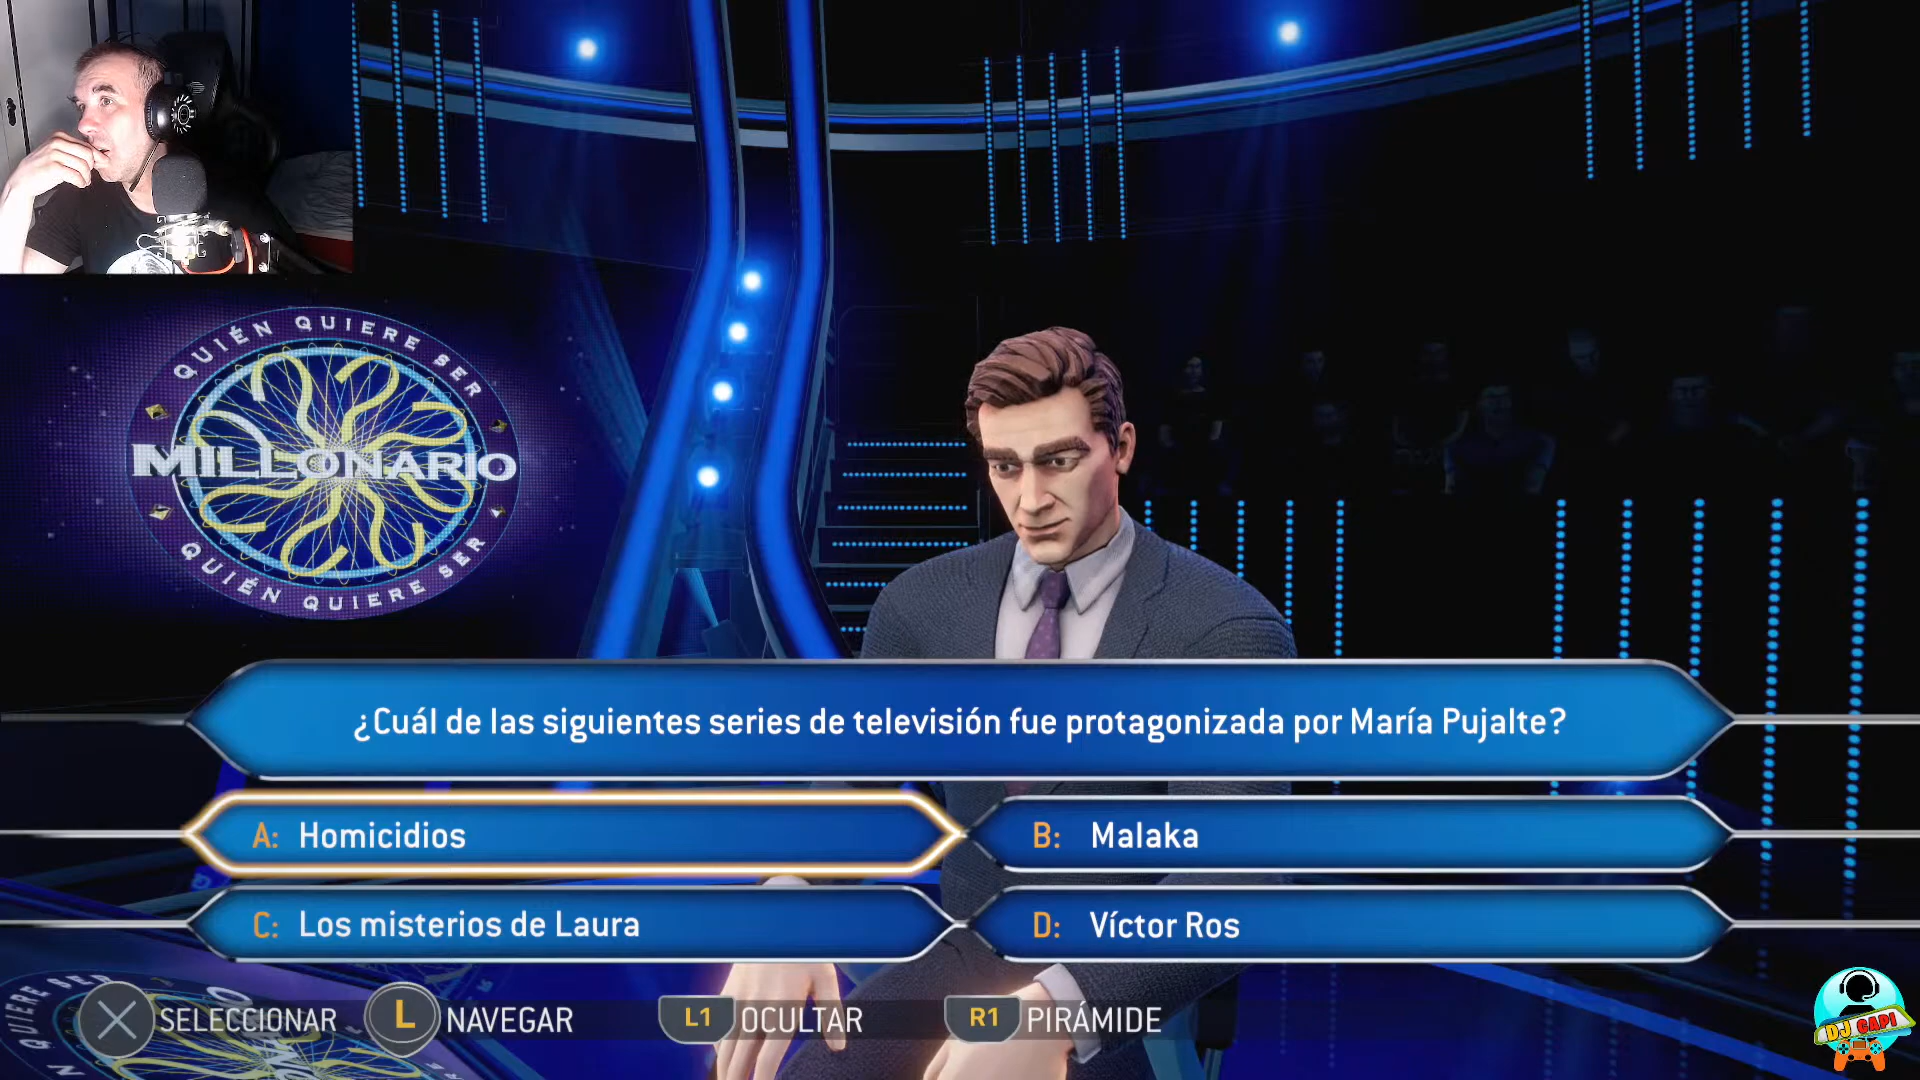 QUIÉN QUIERE SER
MILLONARIO
QUIÉN QUIERE SER
¿Cuál de las siguientes series de televisión fue protagonizada por María Pujalte?
A: Homicidios
B: Malaka
C: Los misterios de Laura
D: Víctor Ros
SELECCIONAR
L NAVEGAR
L1 OCULTAR
R1 PIRÁMIDE
DJ CAPI